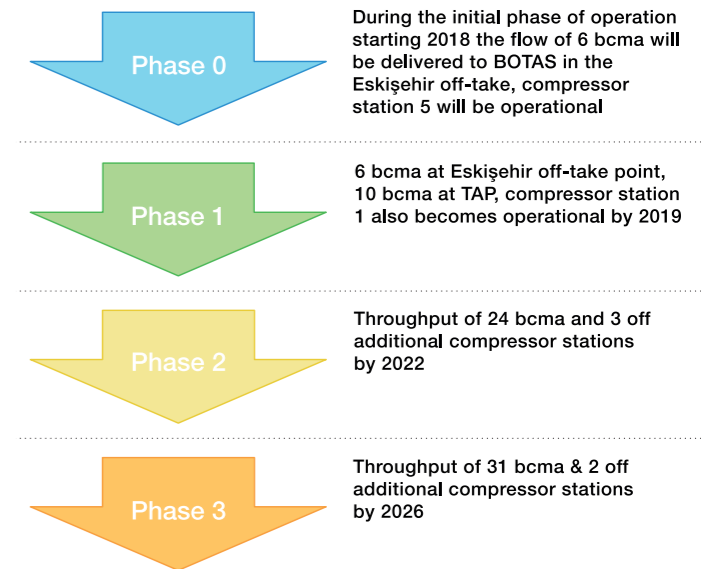 Phase 0
During the initial phase of operation
starting 2018 the flow of 6 bcma will
be delivered to BOTAS in the
Eskişehir off-take, compressor
station 5 will be operational
Phase 1
6 bcma at Eskişehir off-take point,
10 bcma at TAP, compressor station
1 also becomes operational by 2019
Phase 2
Throughput of 24 bcma and 3 off
additional compressor stations
by 2022
Phase 3
Throughput of 31 bcma & 2 off
additional compressor stations
by 2026